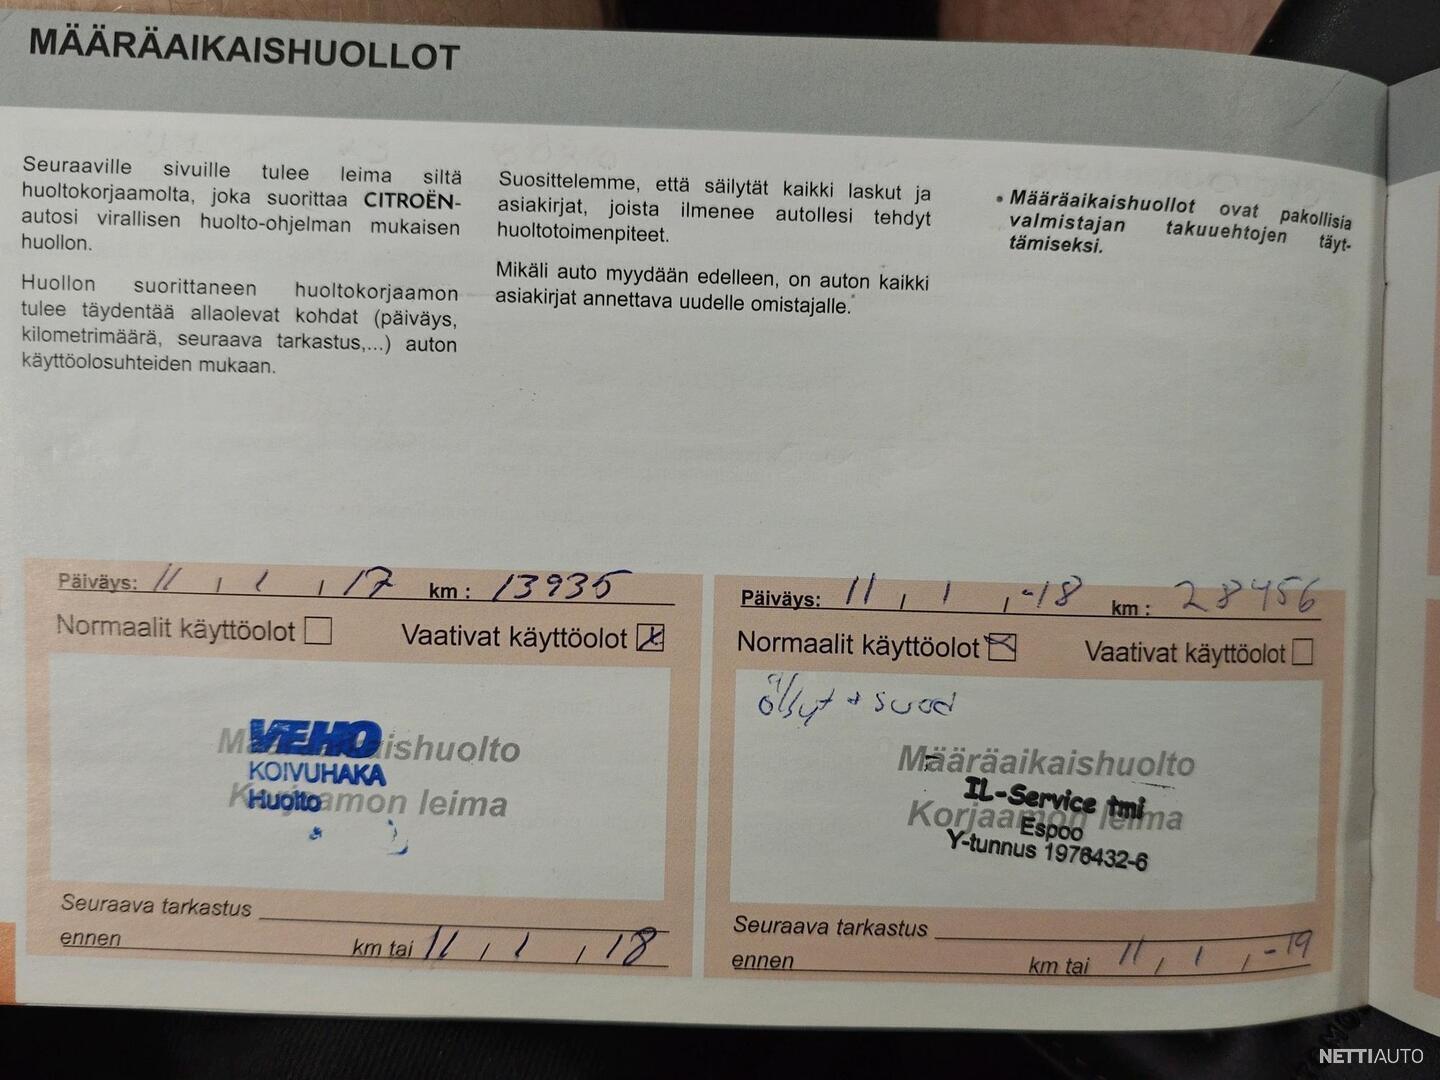 MÄÄRÄAIKAISHUOLLOT
Seuraaville sivuille tulee leima siltä
huoltokorjaamolta, joka suorittaa CITROËN-
autosi virallisen huolto-ohjelman mukaisen
huollon.
Huollon suorittaneen huoltokorjaamon
tulee täydentää allaolevat kohdat (päiväys,
kilometrimäärä, seuraava tarkastus,...) auton
käyttöolosuhteiden mukaan.
Suosittelemme, että säilytät kaikki laskut ja
asiakirjat, joista ilmenee autollesi tehdyt
huoltotoimenpiteet.
Mikäli auto myydään edelleen, on auton kaikki
asiakirjat annettava uudelle omistajalle.
• Määräaikaishuollot ovat pakollisia
valmistajan takuuehtojen täyt-
tämiseksi.
Päiväys: 11 / 1 / 17 km : 13935
Normaalit käyttöolot Vaativat käyttöolot x
Määräaikaishuolto
Korjaamon leima
VEHO
KOIVUHAKA
Huolto
Seuraava tarkastus
ennen km tai 11 / 1 / 18
Päiväys: 11 / 1 / -18 km : 28456
Normaalit käyttöolot x Vaativat käyttöolot
öljyt + suod
Määräaikaishuolto
Korjaamon leima
IL-Service tmi
Espoo
Y-tunnus 1976432-6
Seuraava tarkastus
ennen km tai 11 / 1 / -19
NETTIAUTO